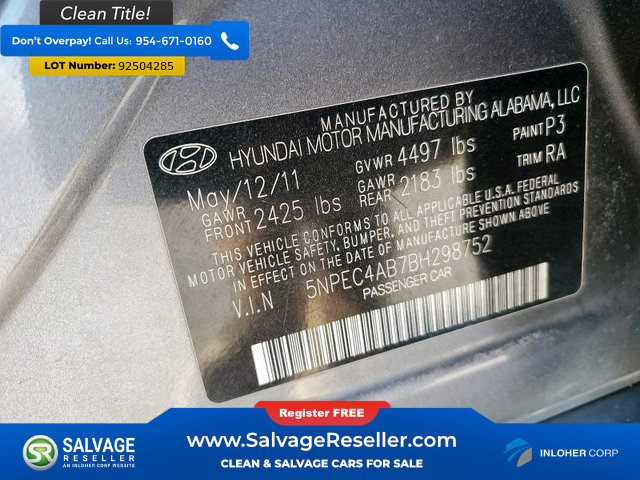 Clean Title!
Don't Overpay! Call Us: 954-671-0160
LOT Number: 92504285
MANUFACTURED BY
HYUNDAI MOTOR MANUFACTURING ALABAMA, LLC
May/12/11 GVWR 4497 lbs PAINT P3
GAWR FRONT 2425 lbs GAWR REAR 2183 lbs TRIM RA
THIS VEHICLE CONFORMS TO ALL APPLICABLE U.S.A. FEDERAL
MOTOR VEHICLE SAFETY, BUMPER, AND THEFT PREVENTION STANDARDS
IN EFFECT ON THE DATE OF MANUFACTURE SHOWN ABOVE
V.I.N 5NPEC4AB7BH298752
PASSENGER CAR
Register FREE
SR
SALVAGE
RESELLER
AN INLOHER CORP WEBSITE
www.SalvageReseller.com
CLEAN & SALVAGE CARS FOR SALE
INLOHER CORP